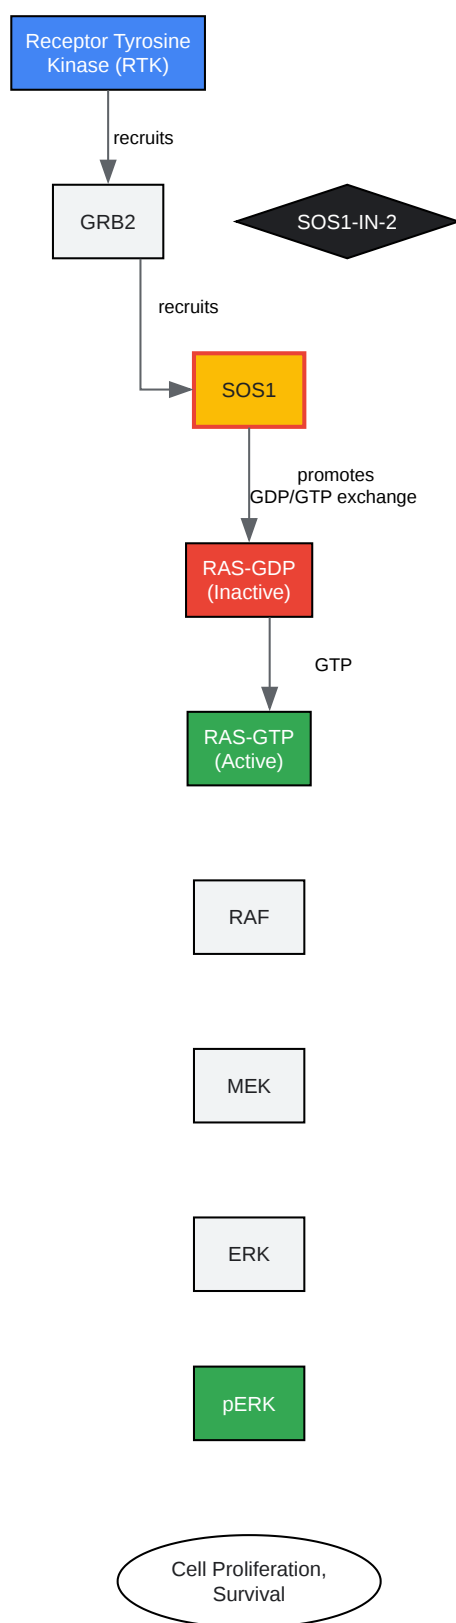 Receptor Tyrosine
Kinase (RTK)
recruits
GRB2
SOS1-IN-2
recruits
SOS1
promotes
GDP/GTP exchange
RAS-GDP
(Inactive)
GTP
RAS-GTP
(Active)
RAF
MEK
ERK
pERK
Cell Proliferation,
Survival